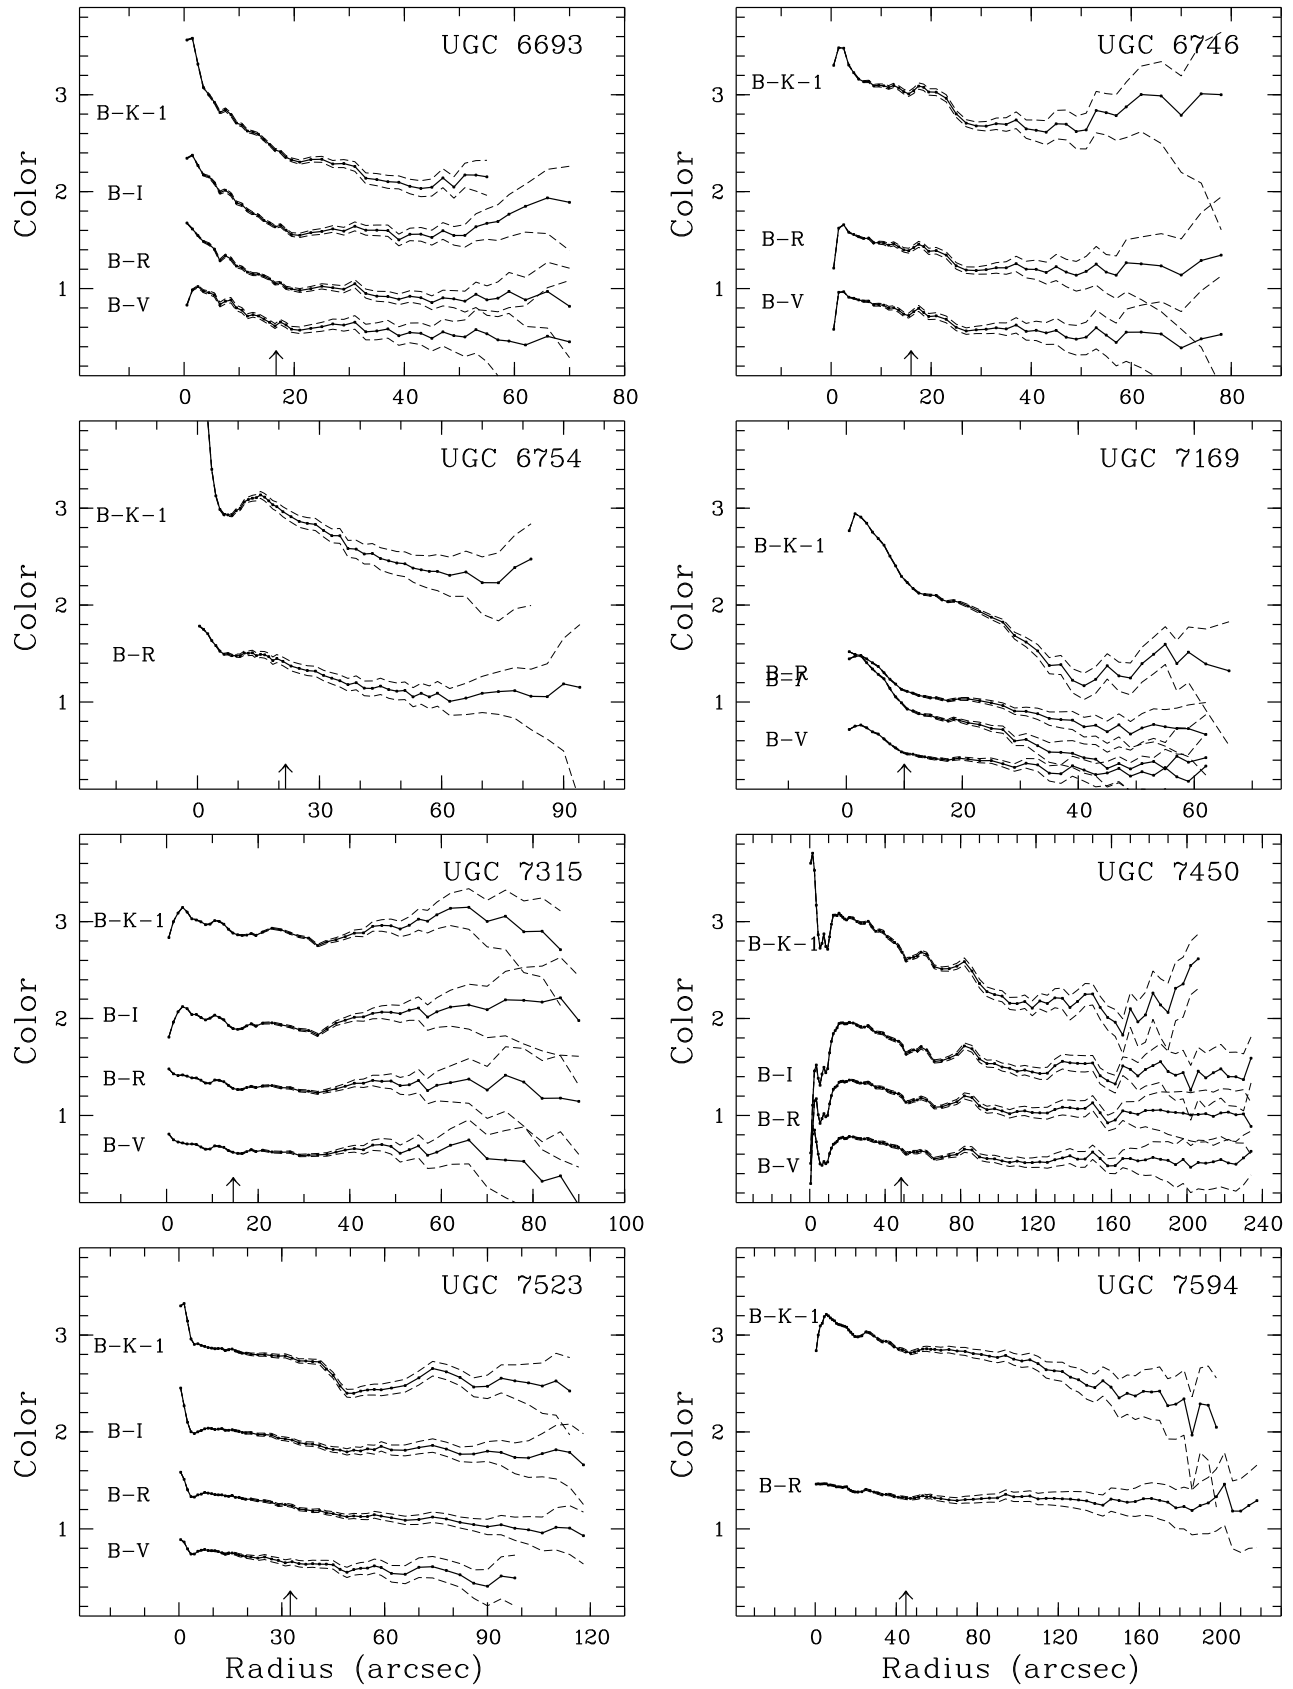 UGC 6693
3
2
1
Color
B-K-1
B-I
B-R
B-V
0 20 40 60 80
UGC 6746
3
2
1
Color
B-K-1
B-R
B-V
0 20 40 60 80
UGC 6754
3
2
1
Color
B-K-1
B-R
0 30 60 90
UGC 7169
3
2
1
Color
B-K-1
B-R
B-I
B-V
0 20 40 60
UGC 7315
3
2
1
Color
B-K-1
B-I
B-R
B-V
0 20 40 60 80 100
UGC 7450
3
2
1
Color
B-K-1
B-I
B-R
B-V
0 40 80 120 160 200 240
UGC 7523
3
2
1
Color
B-K-1
B-I
B-R
B-V
0 30 60 90 120
Radius (arcsec)
UGC 7594
3
2
1
Color
B-K-1
B-R
0 40 80 120 160 200
Radius (arcsec)